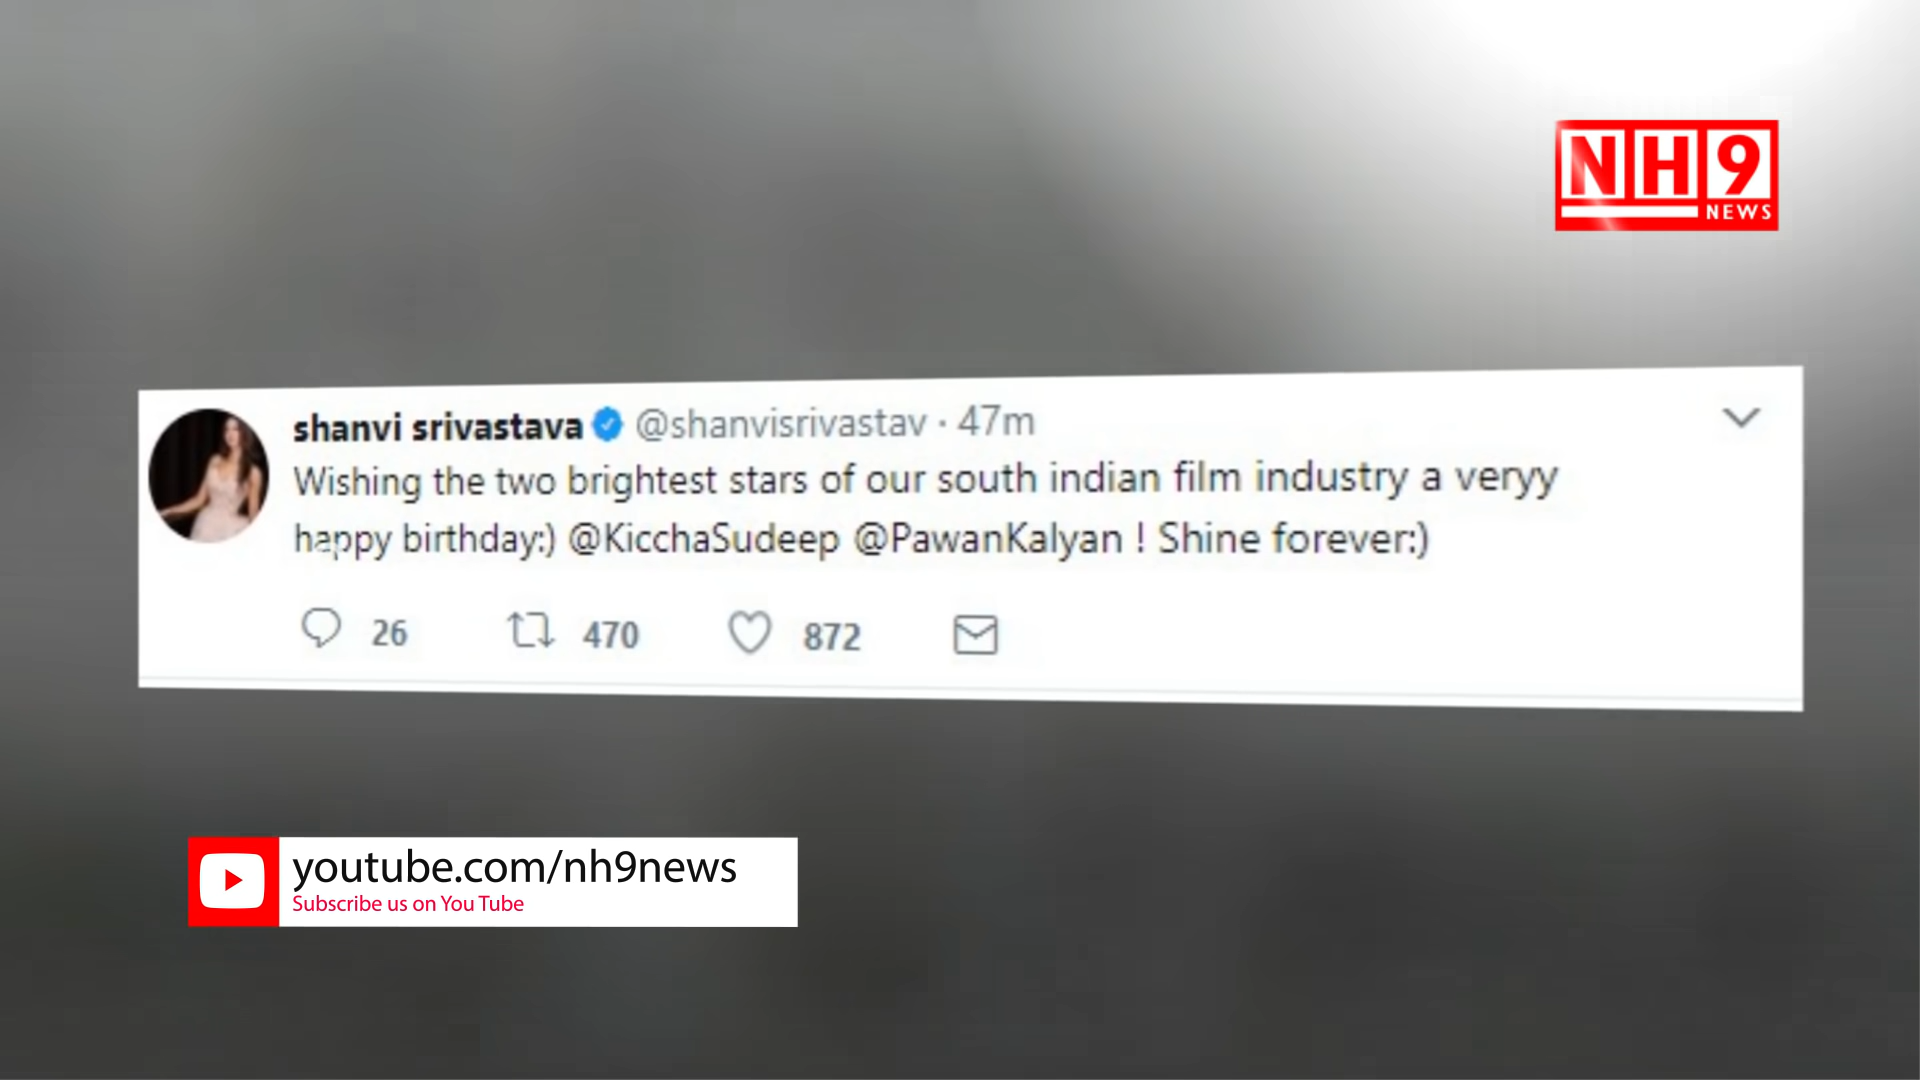 NH9
NEWS
shanvi srivastava @shanvisrivastav · 47m
Wishing the two brightest stars of our south indian film industry a veryy
happy birthday:) @KicchaSudeep @PawanKalyan ! Shine forever:)
26 470 872
youtube.com/nh9news
Subscribe us on You Tube